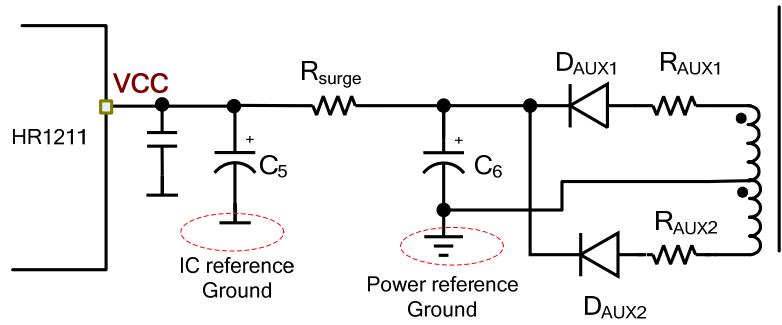 VCC
HR1211
Rsurge
DAUX1
RAUX1
+
C5
+
C6
RAUX2
DAUX2
IC reference
Ground
Power reference
Ground